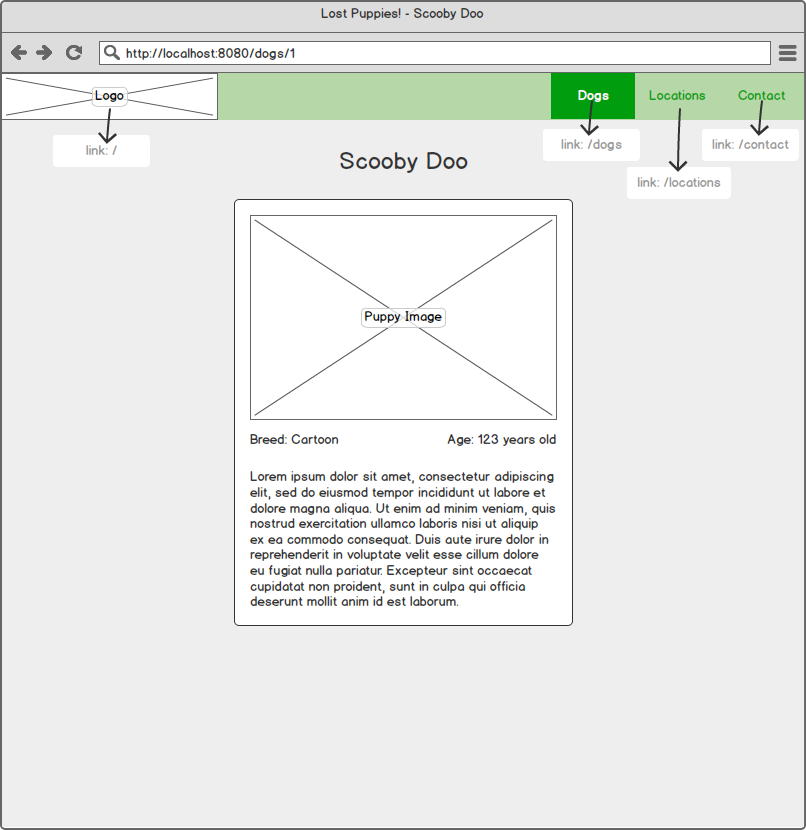 Lost Puppies! - Scooby Doo
http://localhost:8080/dogs/1
Logo
Dogs
Locations
Contact
link: /
link: /dogs
link: /contact
link: /locations
Scooby Doo
Puppy Image
Breed: Cartoon
Age: 123 years old
Lorem ipsum dolor sit amet, consectetur adipiscing
elit, sed do eiusmod tempor incididunt ut labore et
dolore magna aliqua. Ut enim ad minim veniam, quis
nostrud exercitation ullamco laboris nisi ut aliquip
ex ea commodo consequat. Duis aute irure dolor in
reprehenderit in voluptate velit esse cillum dolore
eu fugiat nulla pariatur. Excepteur sint occaecat
cupidatat non proident, sunt in culpa qui officia
deserunt mollit anim id est laborum.